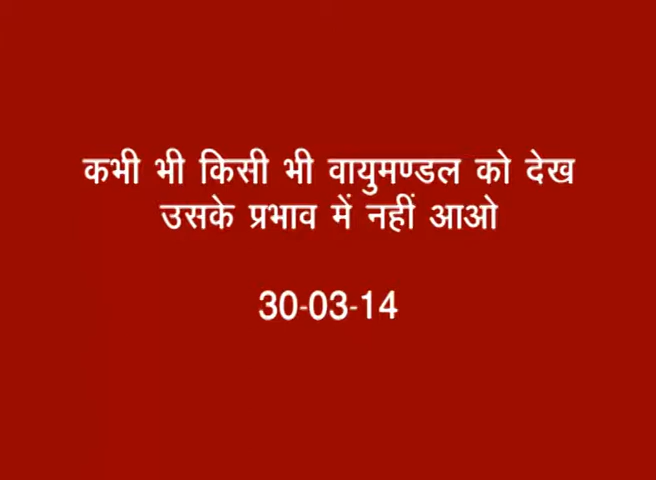 कभी भी किसी भी वायुमण्डल को देख
उसके प्रभाव में नहीं आओ
30-03-14